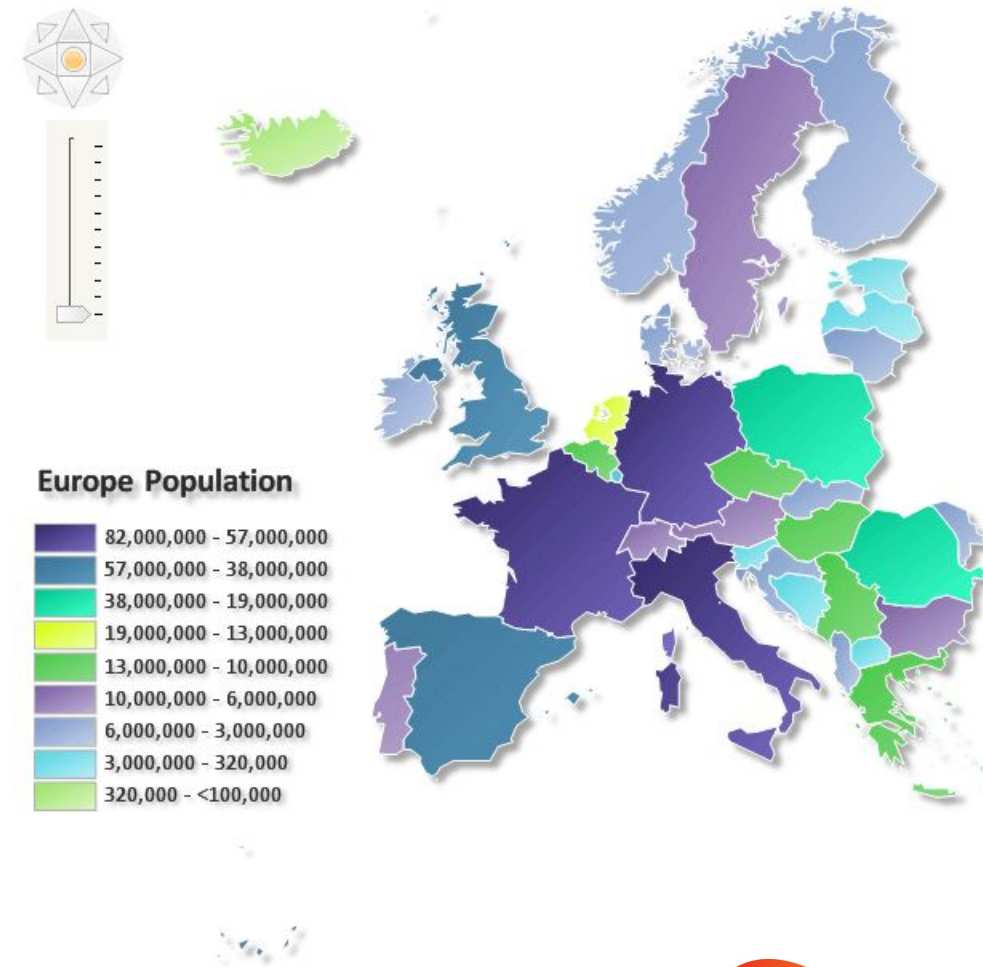 Europe Population
82,000,000 - 57,000,000
57,000,000 - 38,000,000
38,000,000 - 19,000,000
19,000,000 - 13,000,000
13,000,000 - 10,000,000
10,000,000 - 6,000,000
6,000,000 - 3,000,000
3,000,000 - 320,000
320,000 - <100,000